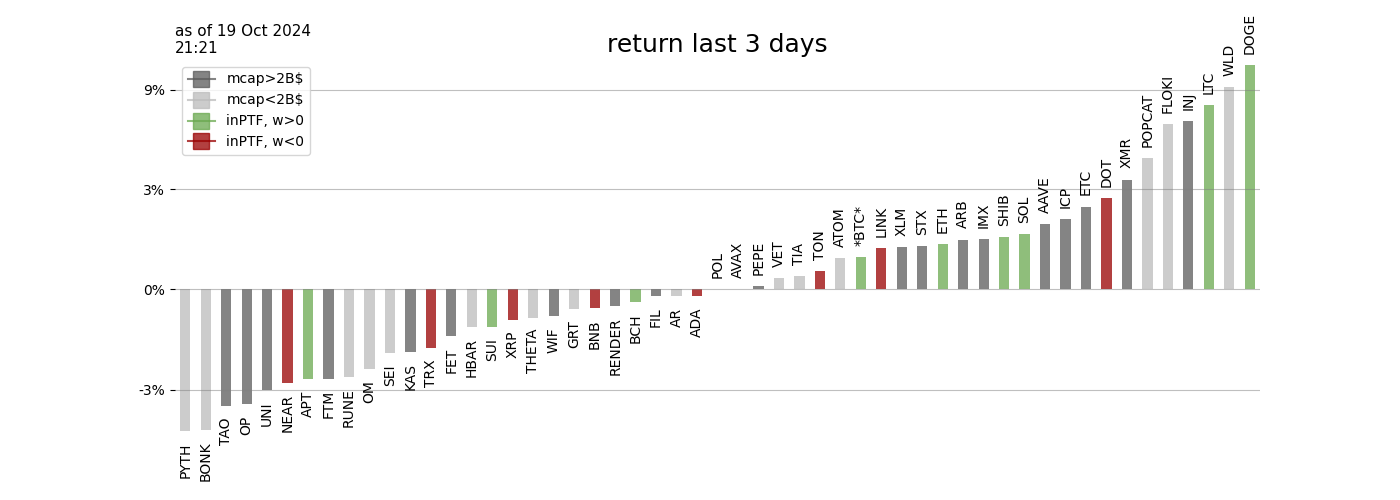 as of 19 Oct 2024
21:21
return last 3 days
mcap>2B$
mcap<2B$
inPTF, w>0
inPTF, w<0
9%
3%
0%
-3%
PYTH
BONK
TAO
OP
UNI
NEAR
APT
FTM
RUNE
OM
SEI
KAS
TRX
FET
HBAR
SUI
XRP
THETA
WIF
GRT
BNB
RENDER
BCH
FIL
AR
ADA
POL
AVAX
PEPE
VET
TIA
TON
ATOM
*BTC*
LINK
XLM
STX
ETH
ARB
IMX
SHIB
SOL
AAVE
ICP
ETC
DOT
XMR
POPCAT
FLOKI
INJ
LTC
WLD
DOGE